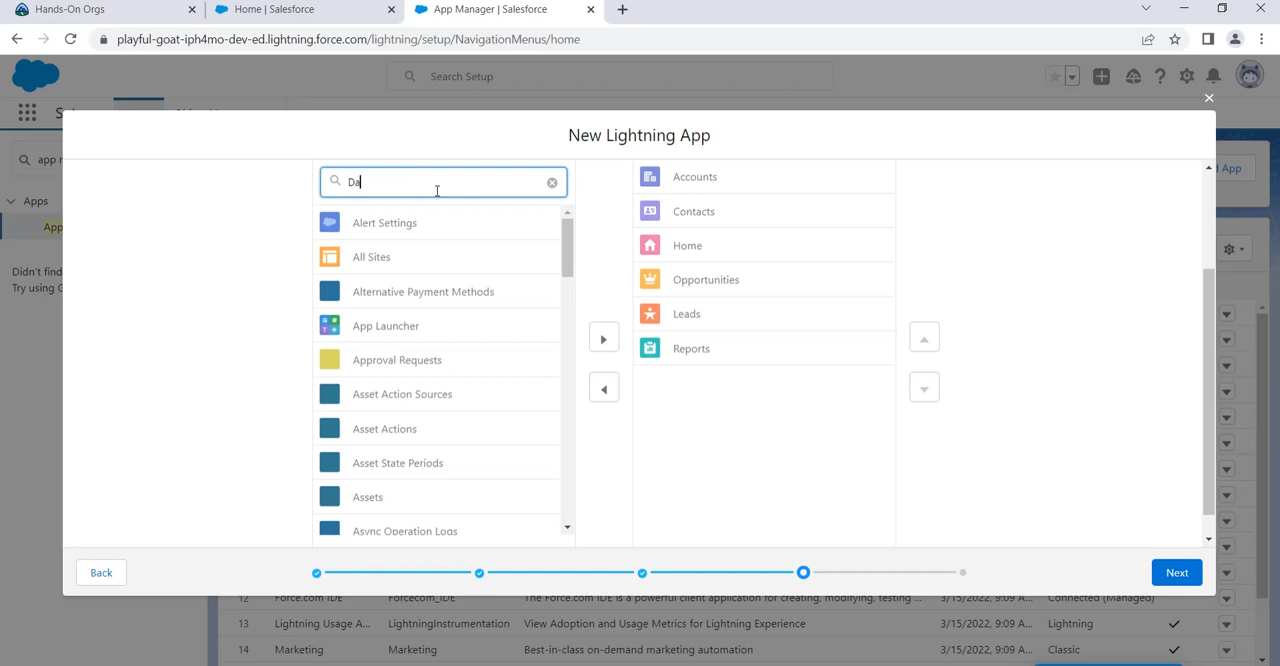 Hands-On Orgs
Home | Salesforce
App Manager | Salesforce
playful-goat-iph4mo-dev-ed.lightning.force.com/lightning/setup/NavigationMenus/home
Search Setup
New Lightning App
app
App
Apps
App
Didn't find
Try using
Da
Alert Settings
All Sites
Alternative Payment Methods
App Launcher
Approval Requests
Asset Action Sources
Asset Actions
Asset State Periods
Assets
Async Operation Logs
Accounts
Contacts
Home
Opportunities
Leads
Reports
Back
Next
12 Force.com IDE Forcecom_IDE The Force.com IDE is a powerful client application for creating, modifying, testing ... 3/15/2022, 9:09 A... Connected (Managed)
13 Lightning Usage A... LightningInstrumentation View Adoption and Usage Metrics for Lightning Experience 3/15/2022, 9:09 A... Lightning
14 Marketing Marketing Best-in-class on-demand marketing automation 3/15/2022, 9:09 A... Classic